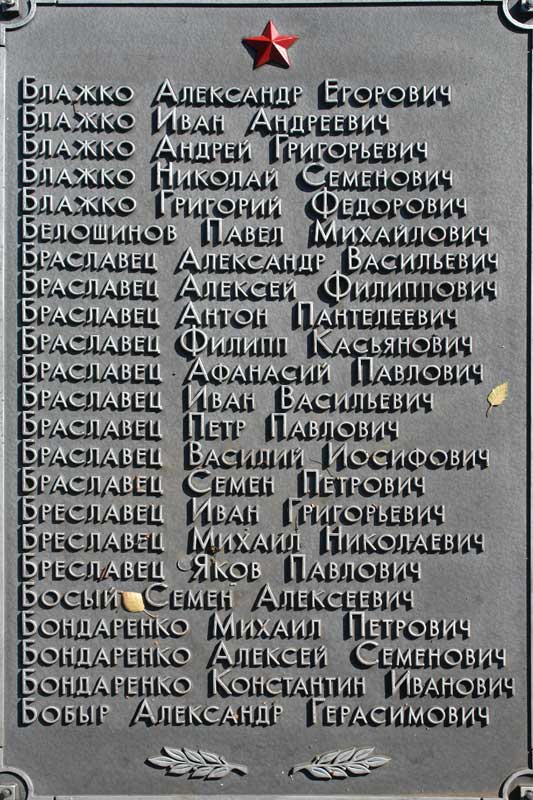 Блажко Александр Егорович
Блажко Иван Андреевич
Блажко Андрей Григорьевич
Блажко Николай Семенович
Блажко Григорий Федорович
Белошинов Павел Михайлович
Браславец Александр Васильевич
Браславец Алексей Филиппович
Браславец Антон Пантелеевич
Браславец Филипп Касьянович
Браславец Афанасий Павлович
Браславец Иван Васильевич
Браславец Петр Павлович
Браславец Василий Иосифович
Браславец Семен Петрович
Бреславец Иван Григорьевич
Бреславец Михаил Николаевич
Бреславец Яков Павлович
Босый Семен Алексеевич
Бондаренко Михаил Петрович
Бондаренко Алексей Семенович
Бондаренко Константин Иванович
Бобыр Александр Герасимович